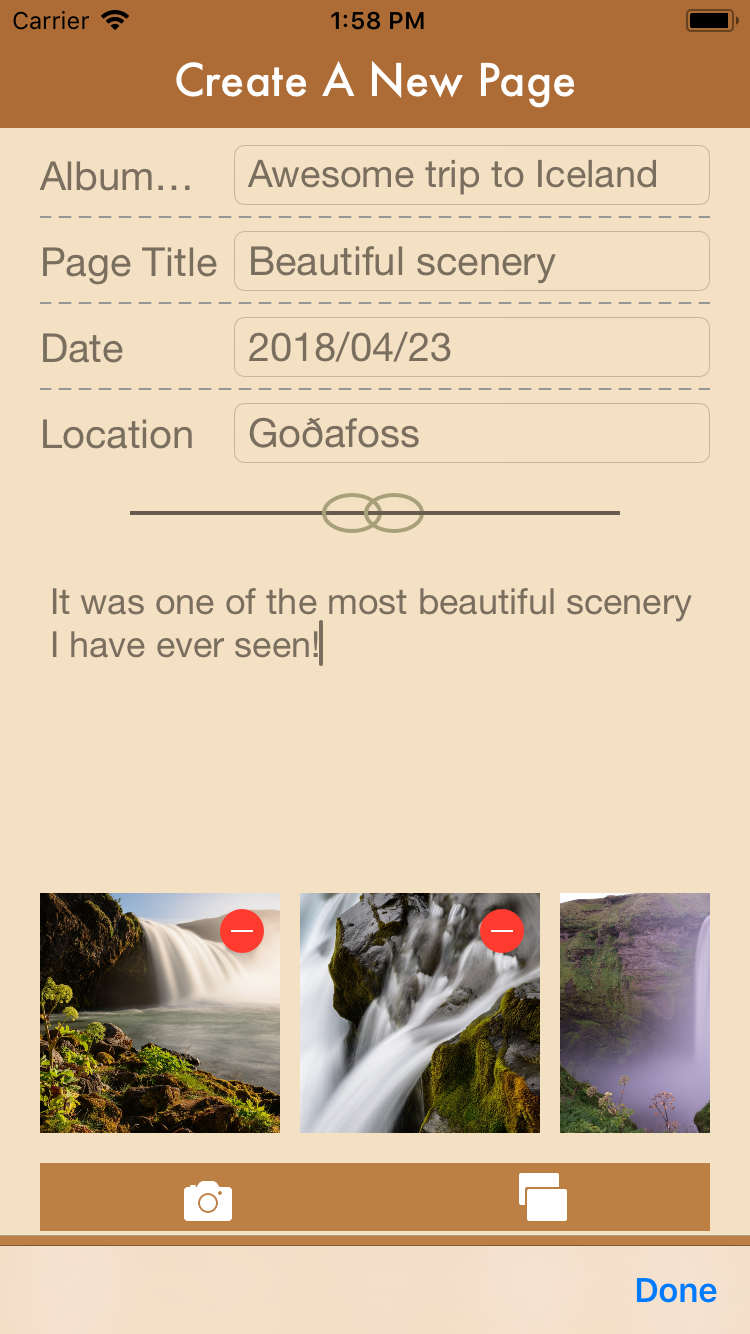 Carrier 1:58 PM
Create A New Page
Album… Awesome trip to Iceland
Page Title Beautiful scenery
Date 2018/04/23
Location Goðafoss
It was one of the most beautiful scenery
I have ever seen!
Done